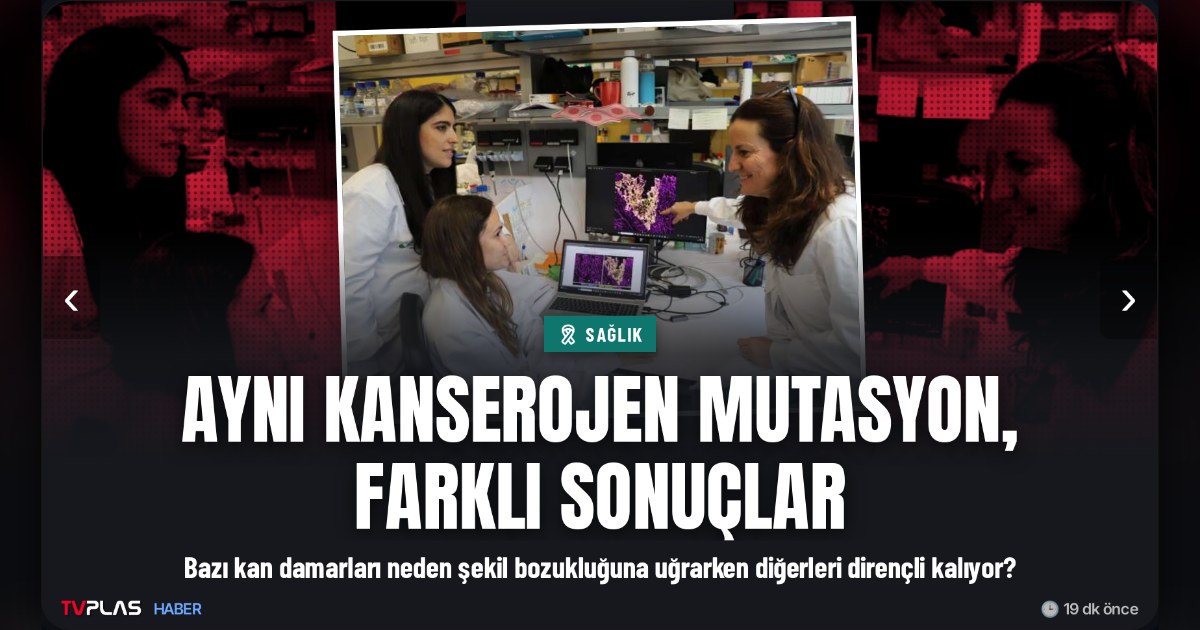 SAĞLIK
AYNI KANSEROJEN MUTASYON,
FARKLI SONUÇLAR
Bazı kan damarları neden şekil bozukluğuna uğrarken diğerleri dirençli kalıyor?
TVPLAS HABER
19 dk önce